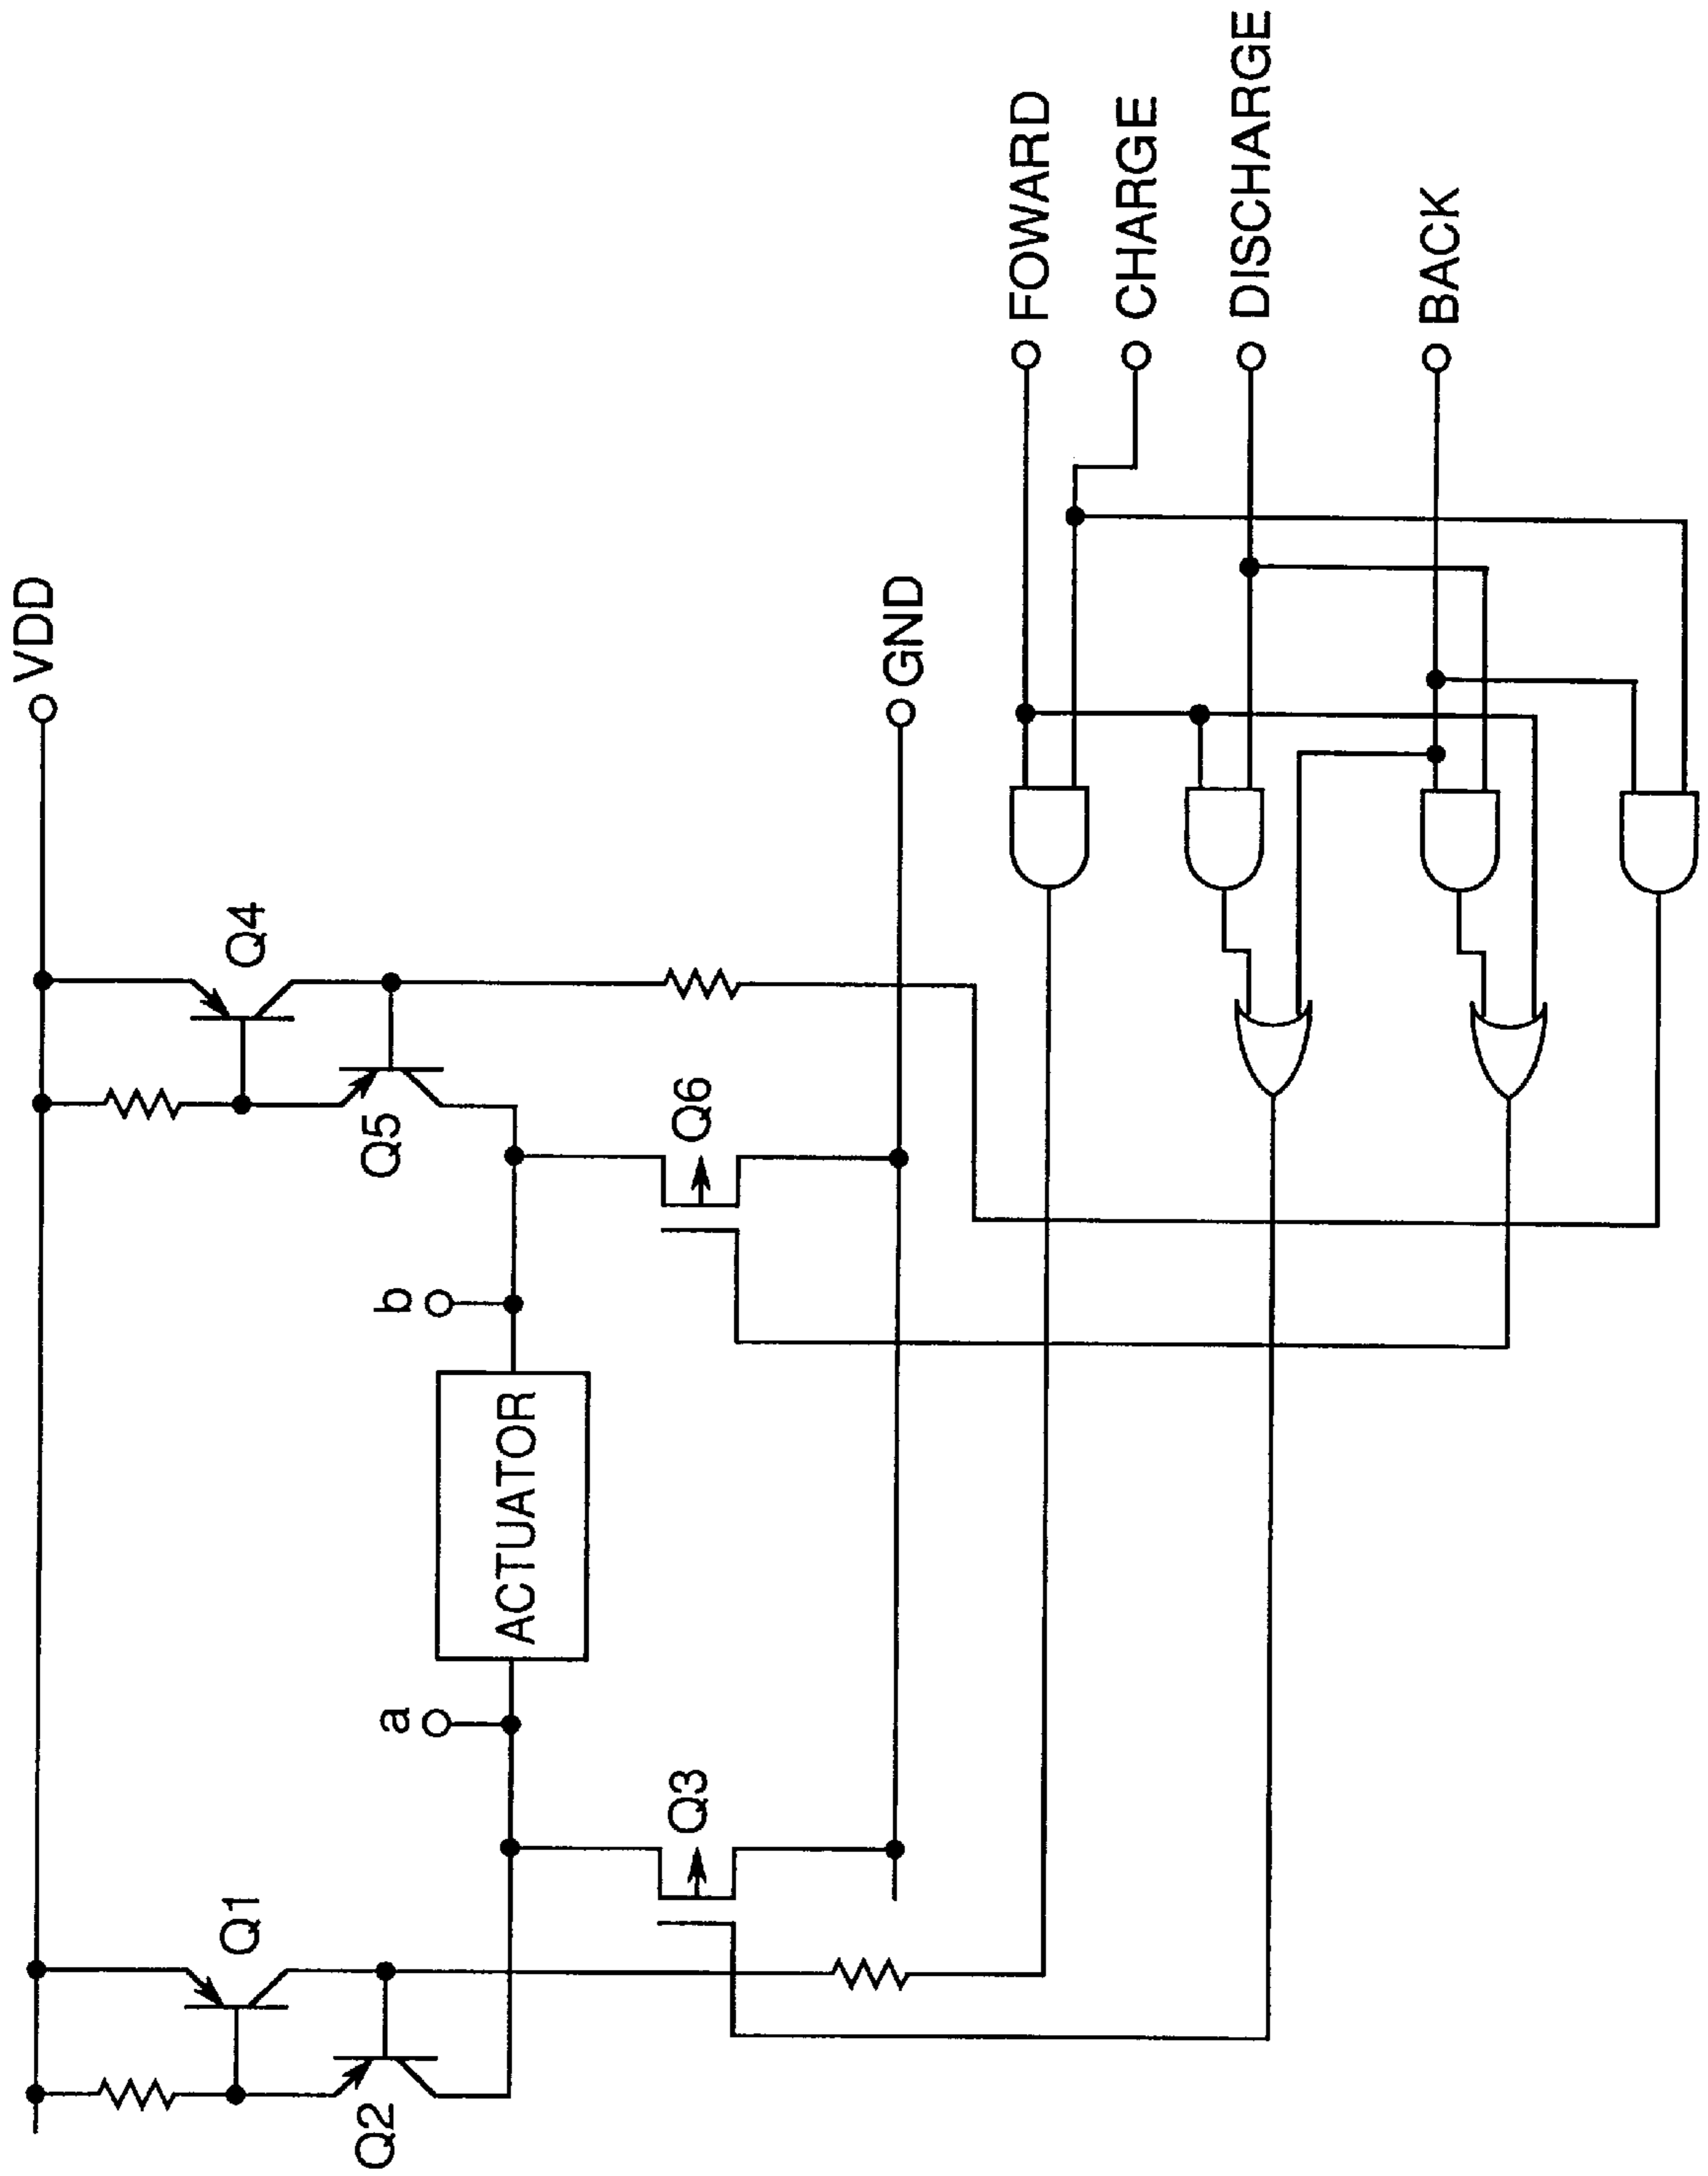 VDD
Q4
Q5
Q6
GND
b
ACTUATOR
a
Q3
Q1
Q2
FOWARD
CHARGE
DISCHARGE
BACK